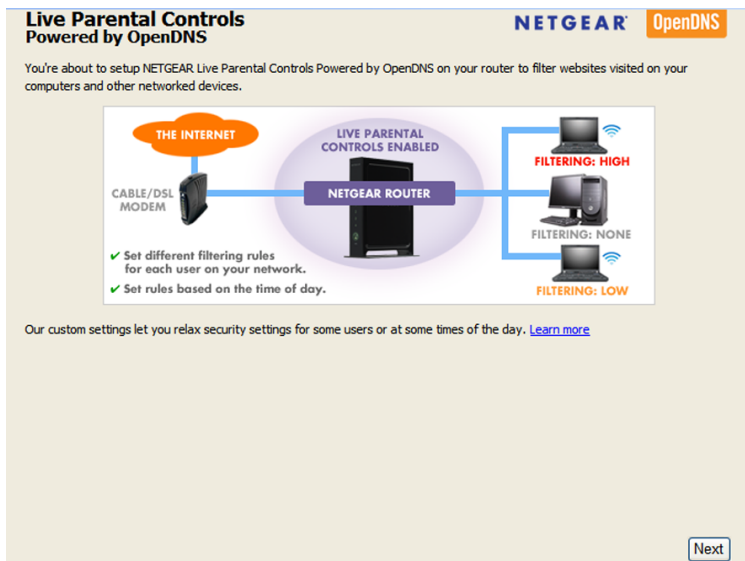 Live Parental Controls
Powered by OpenDNS
NETGEAR
OpenDNS
You're about to setup NETGEAR Live Parental Controls Powered by OpenDNS on your router to filter websites visited on your
computers and other networked devices.
THE INTERNET
LIVE PARENTAL
CONTROLS ENABLED
CABLE/DSL
MODEM
NETGEAR ROUTER
FILTERING: HIGH
FILTERING: NONE
FILTERING: LOW
✔ Set different filtering rules
for each user on your network.
✔ Set rules based on the time of day.
Our custom settings let you relax security settings for some users or at some times of the day. Learn more
Next